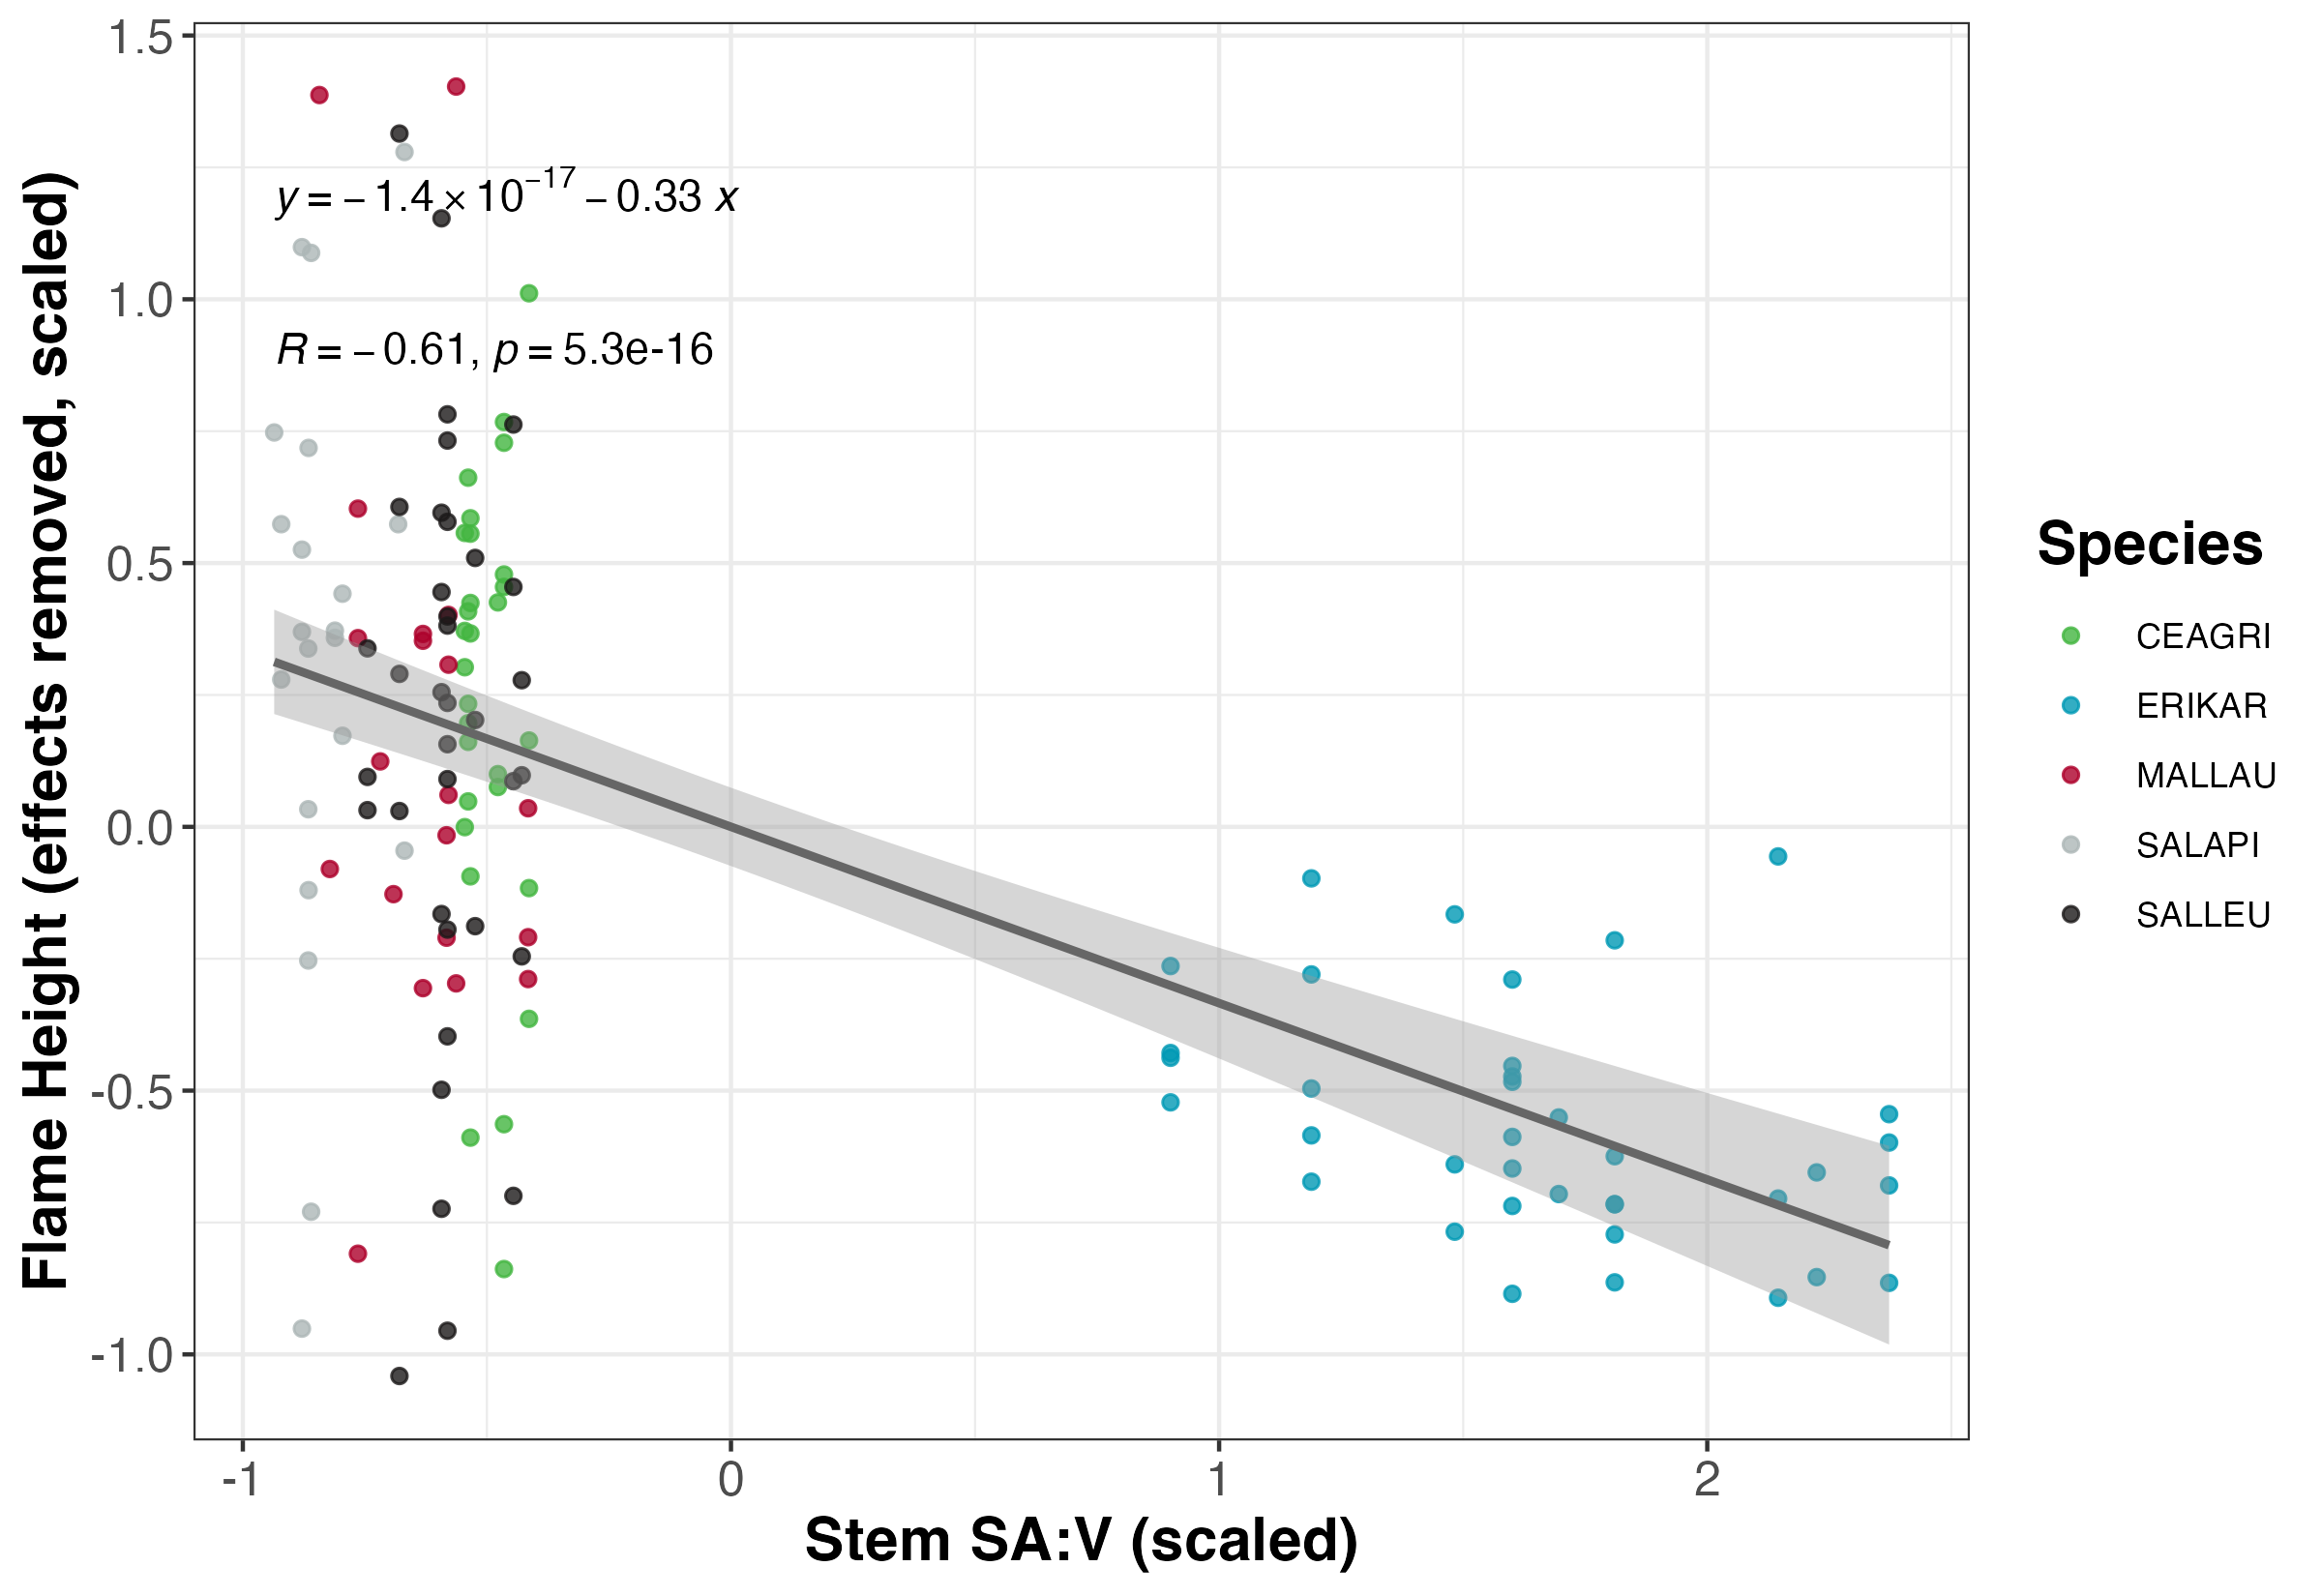 Flame Height (effects removed, scaled)
1.5
1.0
0.5
0.0
-0.5
-1.0
y = − 1.4 × 10⁻¹⁷ − 0.33 x
R = − 0.61, p = 5.3e-16
-1 0 1 2
Stem SA:V (scaled)
Species
CEAGRI
ERIKAR
MALLAU
SALAPI
SALLEU